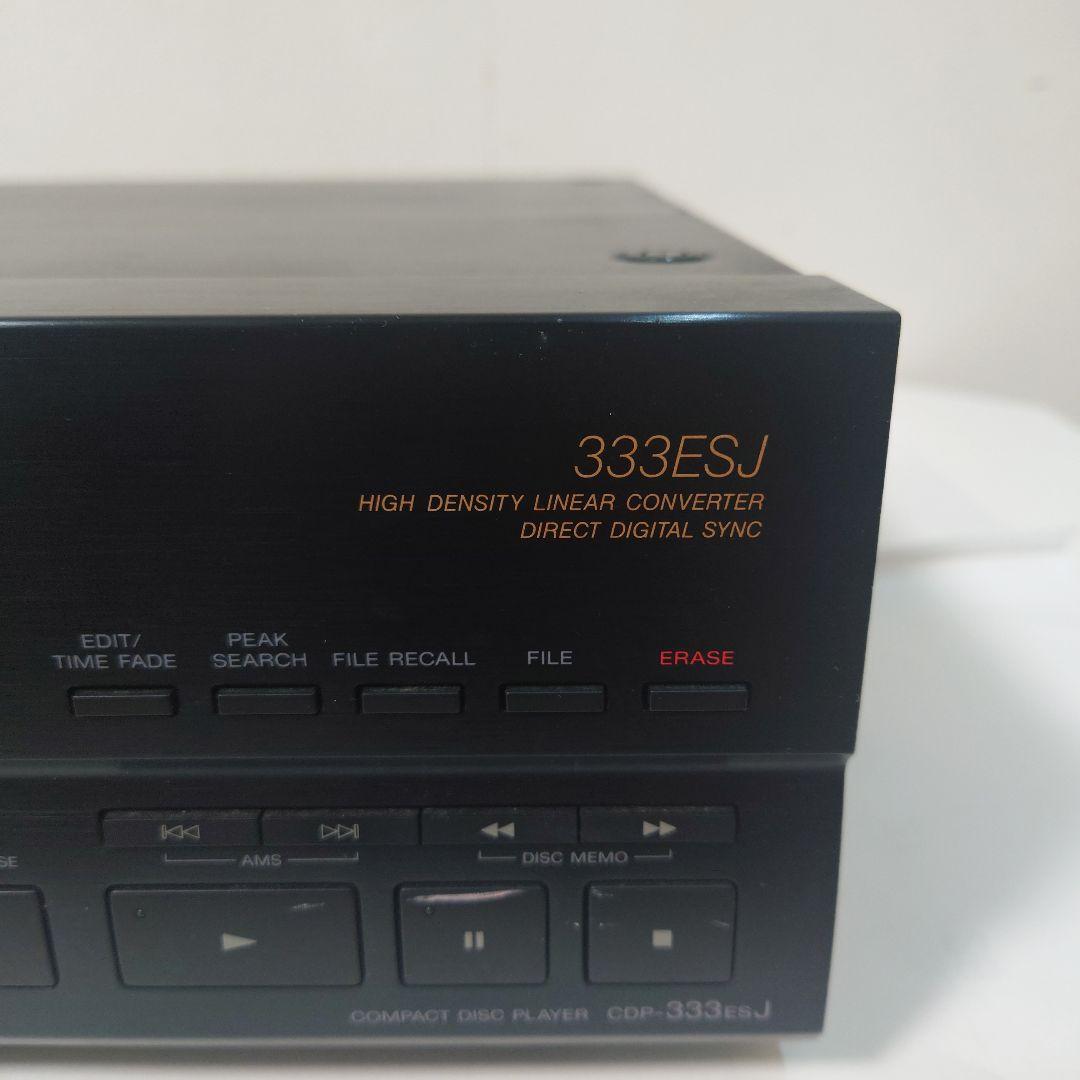 333ESJ
HIGH DENSITY LINEAR CONVERTER
DIRECT DIGITAL SYNC
EDIT/
TIME FADE
PEAK
SEARCH
FILE RECALL
FILE
ERASE
AMS
DISC MEMO
COMPACT DISC PLAYER CDP-333ESJ